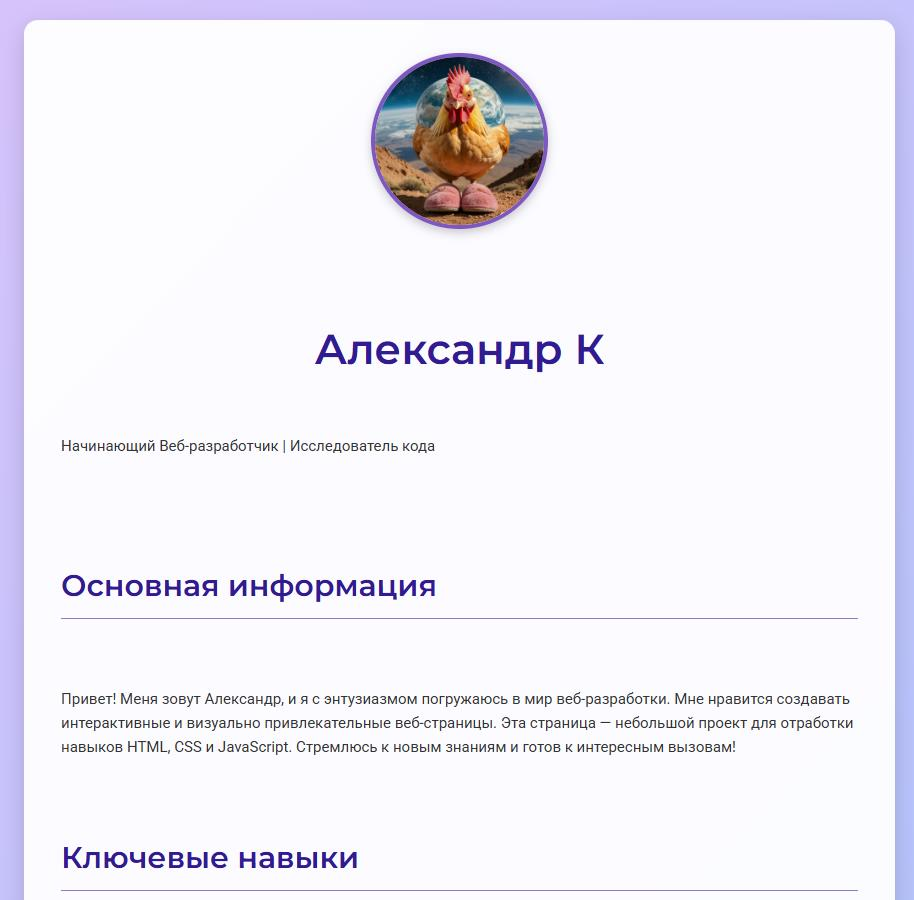 Александр К
Начинающий Веб-разработчик | Исследователь кода
Основная информация
Привет! Меня зовут Александр, и я с энтузиазмом погружаюсь в мир веб-разработки. Мне нравится создавать
интерактивные и визуально привлекательные веб-страницы. Эта страница — небольшой проект для отработки
навыков HTML, CSS и JavaScript. Стремлюсь к новым знаниям и готов к интересным вызовам!
Ключевые навыки